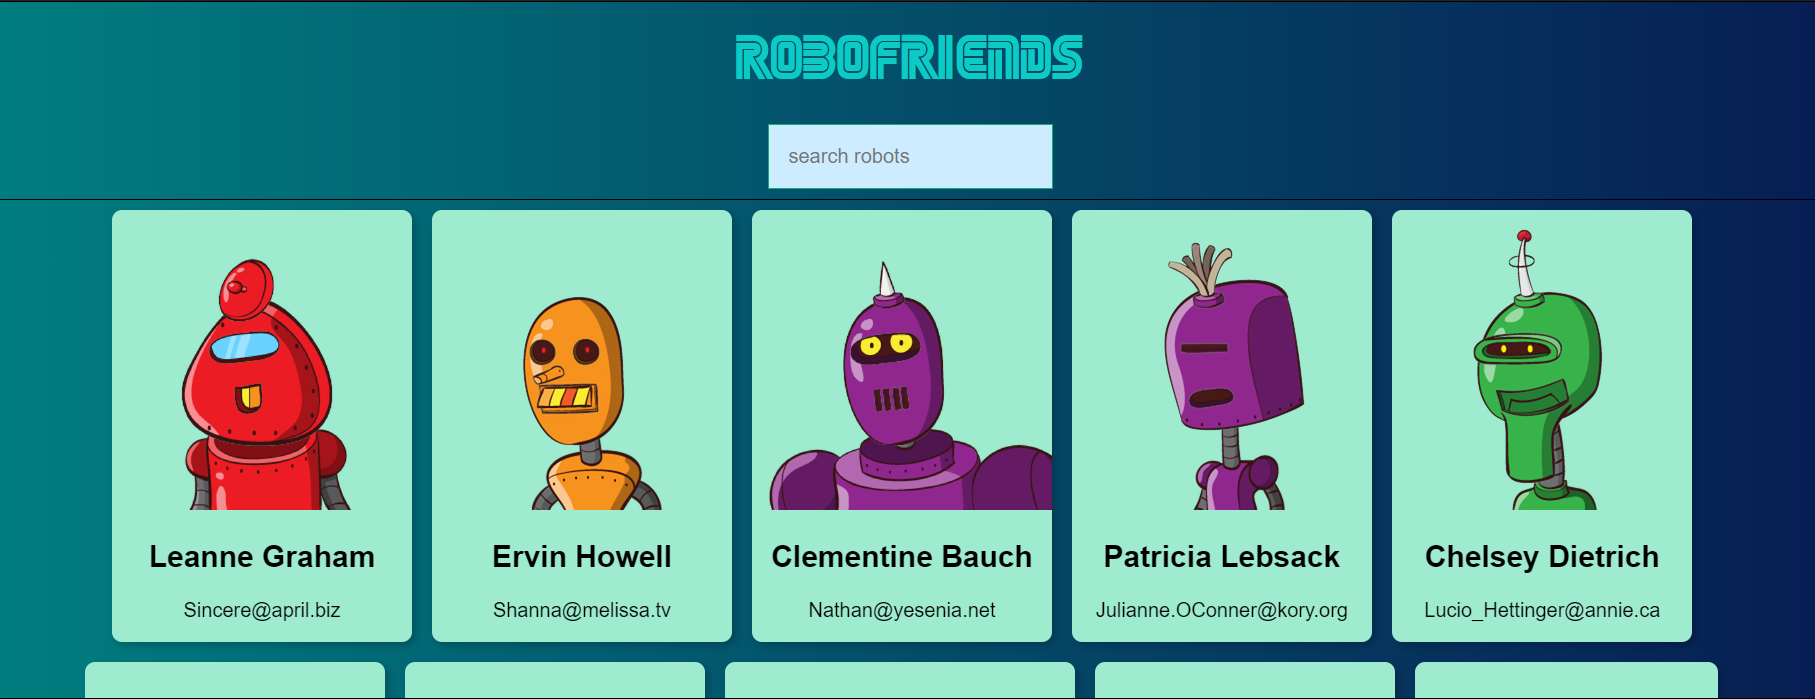 ROBOFRIENDS
search robots
Leanne Graham
Ervin Howell
Clementine Bauch
Patricia Lebsack
Chelsey Dietrich
Sincere@april.biz
Shanna@melissa.tv
Nathan@yesenia.net
Julianne.OConner@kory.org
Lucio_Hettinger@annie.ca